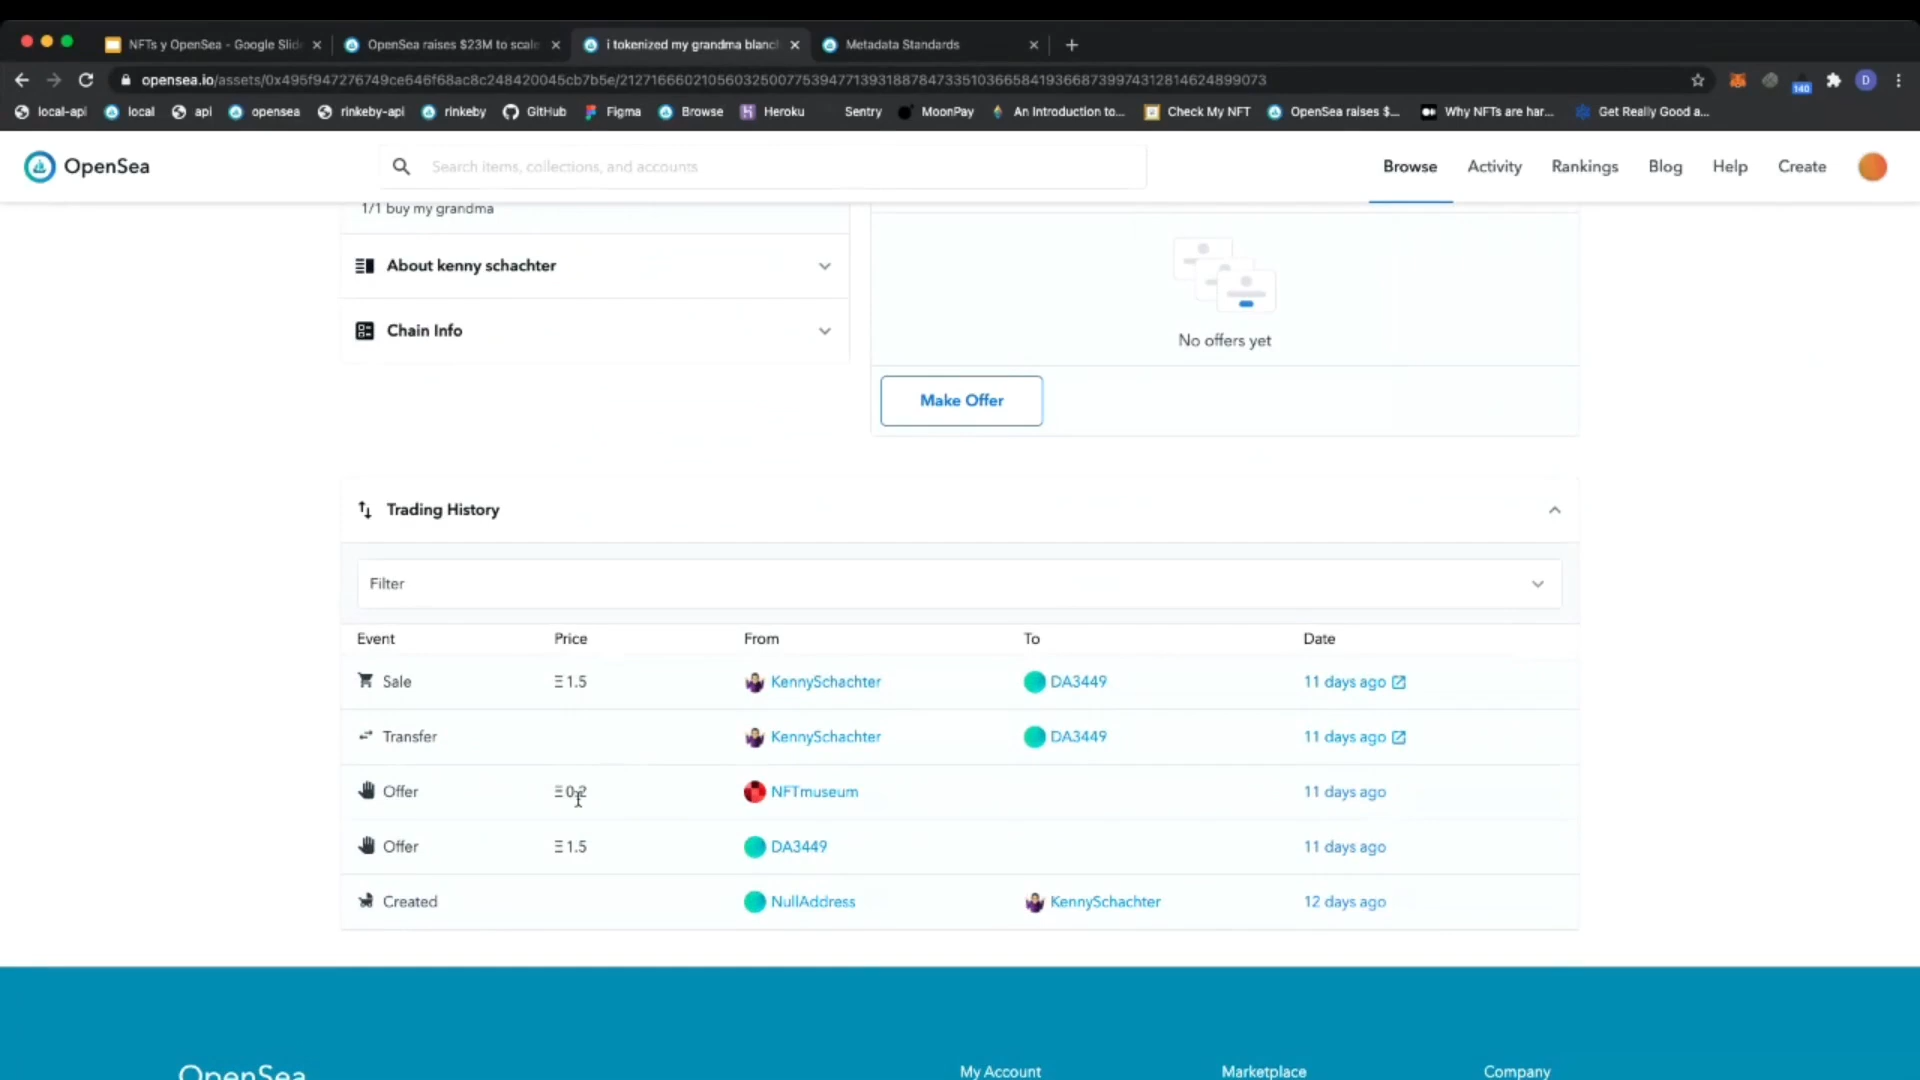 NFTs y OpenSea - Google Slid
OpenSea raises $23M to scale
i tokenized my grandma blanch
Metadata Standards
opensea.io/assets/0x495f947276749ce646f68ac8c248420045cb7b5e/21271666021056032500775394771393188784733510366584193668739974312814624899073
140
D
local-api
local
api
opensea
rinkeby-api
rinkeby
GitHub
Figma
Browse
Heroku
Sentry
MoonPay
An Introduction to...
Check My NFT
OpenSea raises $...
Why NFTs are har...
Get Really Good a...
OpenSea
Search items, collections, and accounts
Browse
Activity
Rankings
Blog
Help
Create
1/1 buy my grandma
About kenny schachter
Chain Info
No offers yet
Make Offer
Trading History
Filter
Event Price From To Date
Sale Ξ 1.5 KennySchachter DA3449 11 days ago
Transfer KennySchachter DA3449 11 days ago
Offer Ξ 0.2 NFTmuseum 11 days ago
Offer Ξ 1.5 DA3449 11 days ago
Created NullAddress KennySchachter 12 days ago
OpenSea
My Account
Marketplace
Company